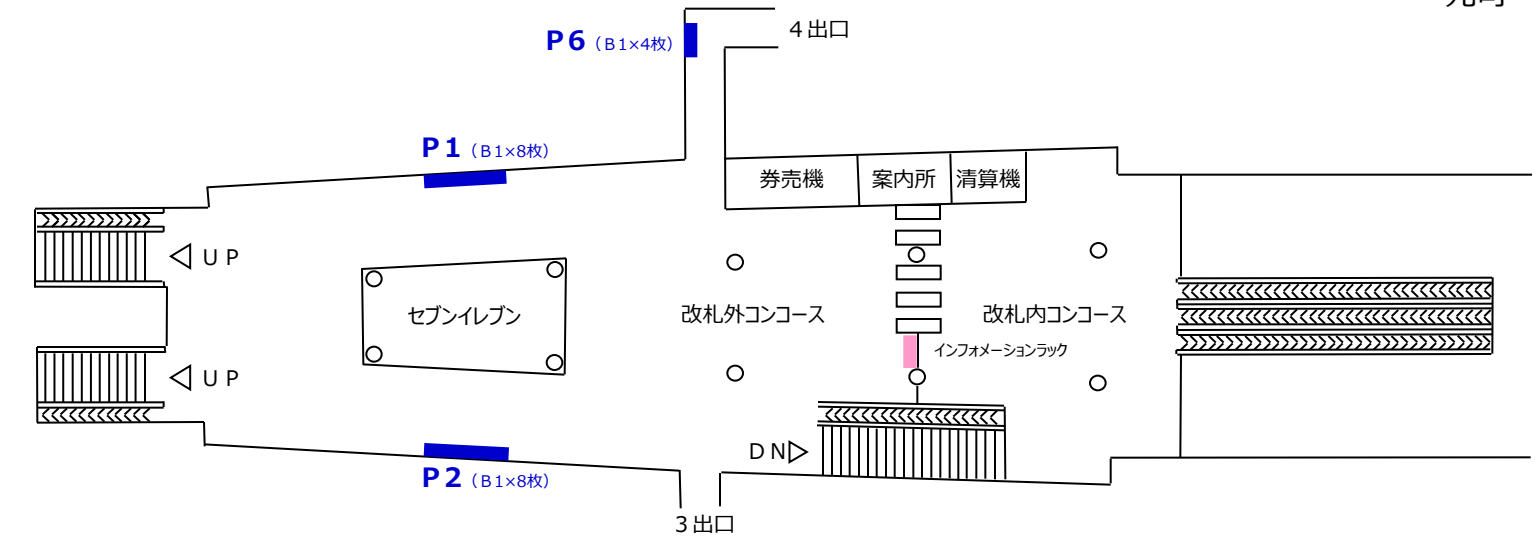 ４出口
P6（B1×4枚）
P1（B1×8枚）
券売機
案内所
清算機
ＵＰ
セブンイレブン
改札外コンコース
改札内コンコース
インフォメーションラック
ＵＰ
ＤＮ
P2（B1×8枚）
３出口